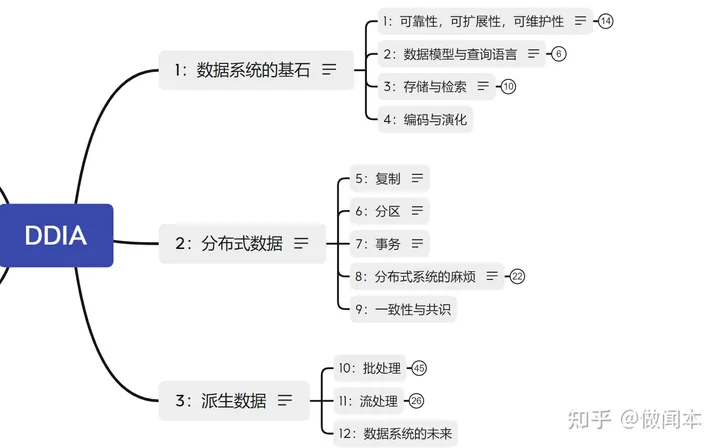 DDIA
1：数据系统的基石
1：可靠性，可扩展性，可维护性
14
2：数据模型与查询语言
6
3：存储与检索
10
4：编码与演化
2：分布式数据
5：复制
6：分区
7：事务
8：分布式系统的麻烦
22
9：一致性与共识
3：派生数据
10：批处理
45
11：流处理
26
12：数据系统的未来
知乎 @做闻本